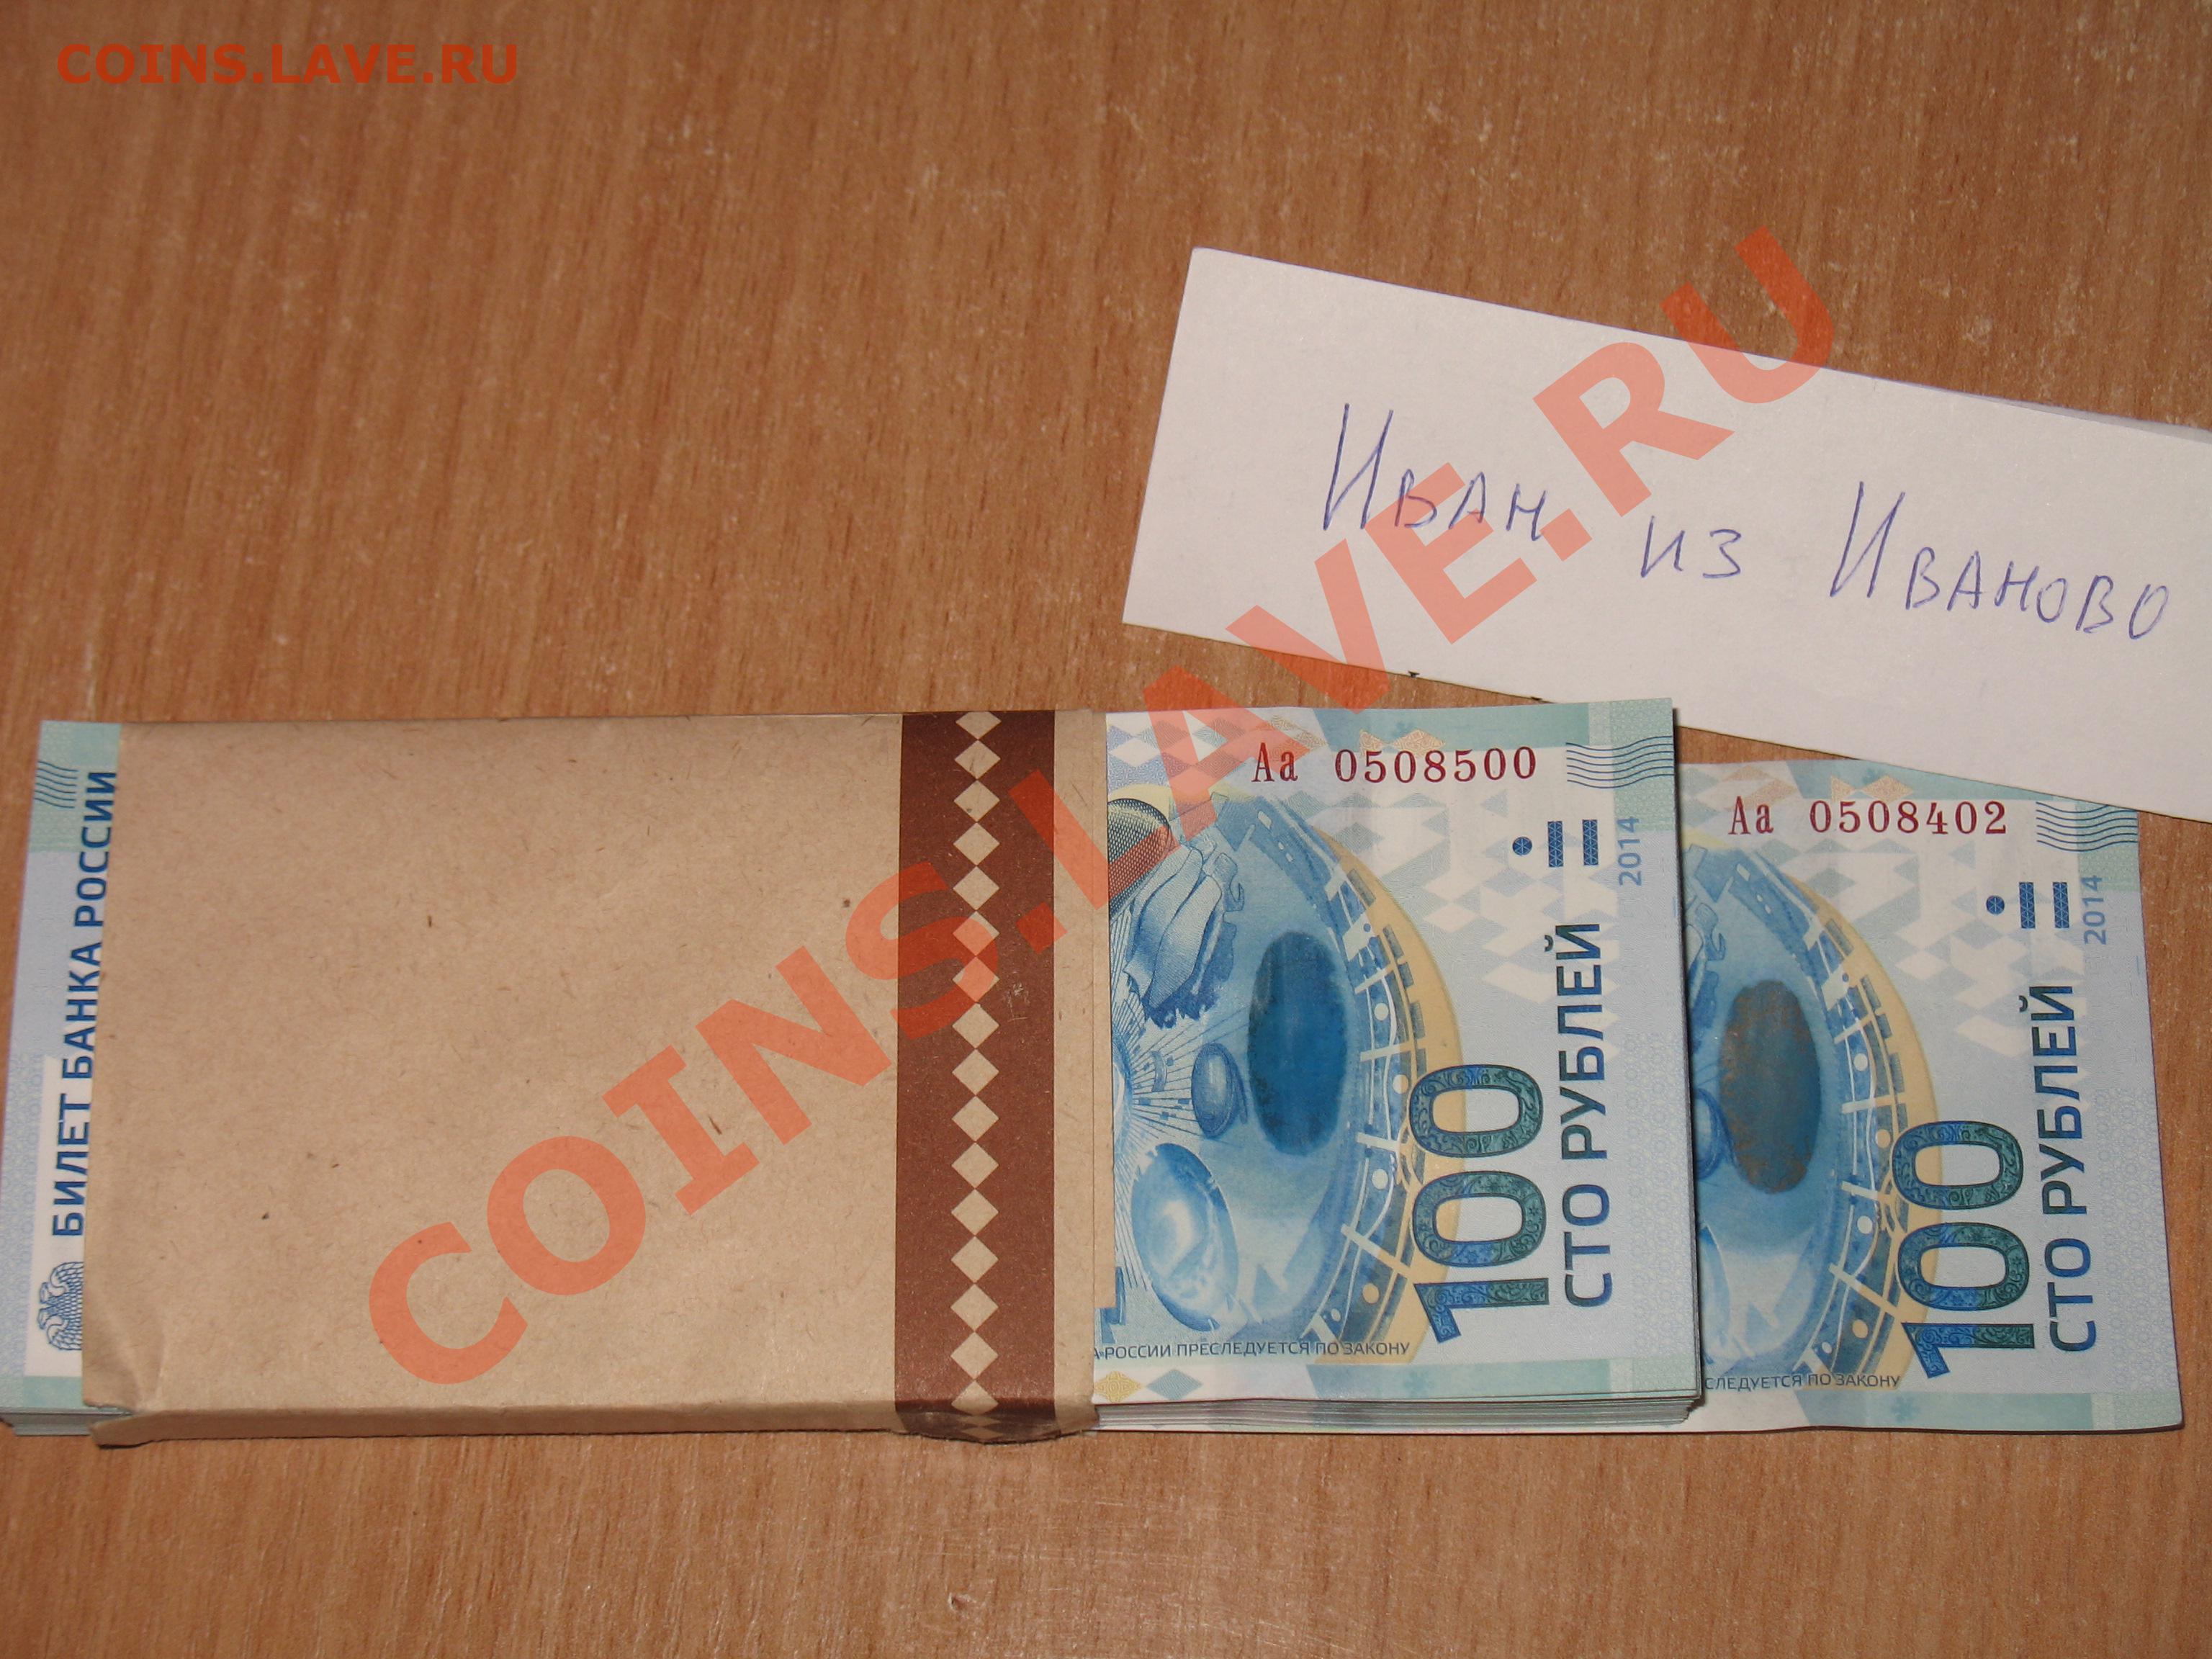 COINS.LAVE.RU
Иван из Иваново
COINS.LAVE.RU
Аа 0508500
Аа 0508402
БИЛЕТ БАНКА РОССИИ
2014
100
СТО РУБЛЕЙ
РОССИИ ПРЕСЛЕДУЕТСЯ ПО ЗАКОНУ
2014
100
СТО РУБЛЕЙ
СЛЕДУЕТСЯ ПО ЗАКОНУ